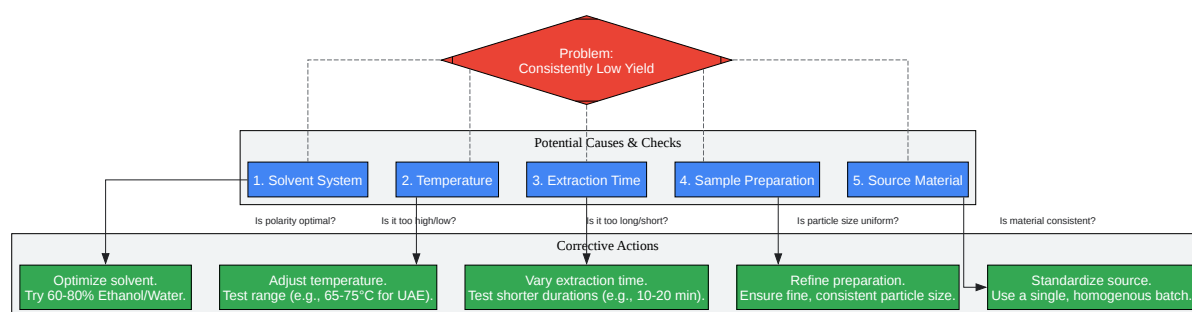 Problem:
Consistently Low Yield
Potential Causes & Checks
1. Solvent System
2. Temperature
3. Extraction Time
4. Sample Preparation
5. Source Material
Is polarity optimal?
Is it too high/low?
Is it too long/short?
Is particle size uniform?
Is material consistent?
Corrective Actions
Optimize solvent.
Try 60-80% Ethanol/Water.
Adjust temperature.
Test range (e.g., 65-75°C for UAE).
Vary extraction time.
Test shorter durations (e.g., 10-20 min).
Refine preparation.
Ensure fine, consistent particle size.
Standardize source.
Use a single, homogenous batch.